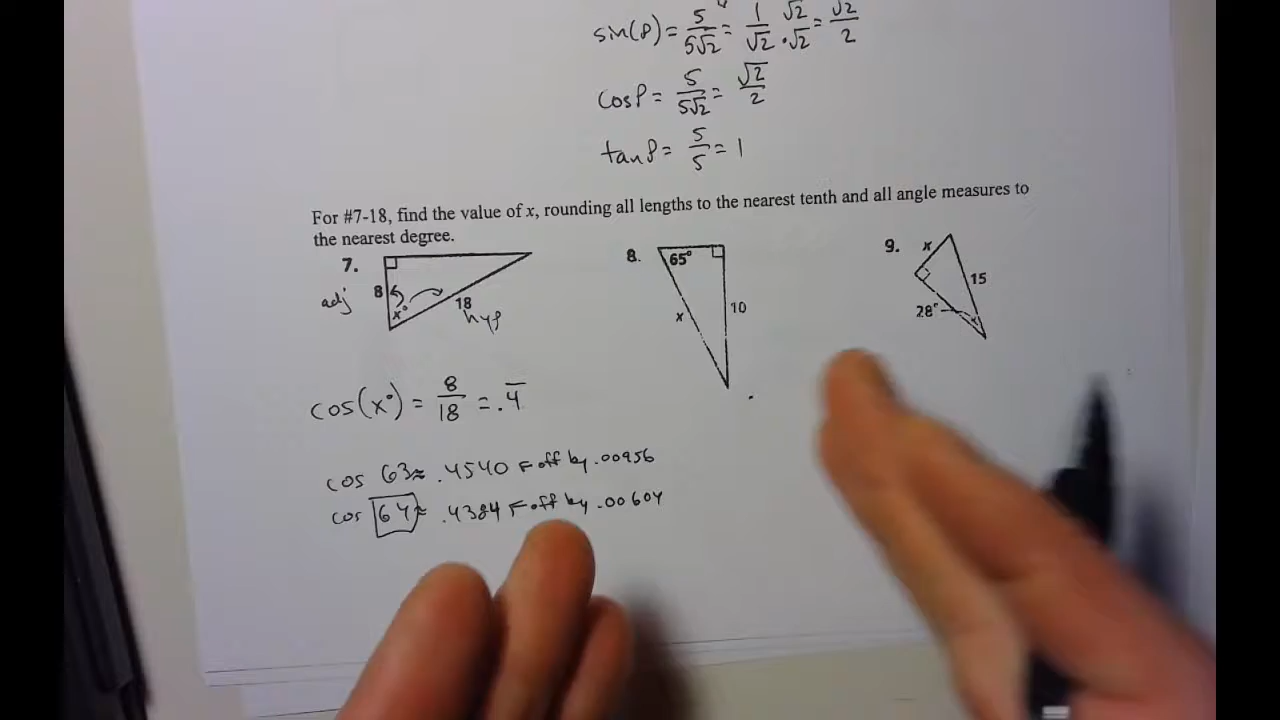 sin(P) = 5/5√2 = 1/√2 · √2/√2 = √2/2
cosP = 5/5√2 = √2/2
tanP = 5/5 = 1
For #7-18, find the value of x, rounding all lengths to the nearest tenth and all angle measures to
the nearest degree.
7.
adj
8
x°
18
hyp
8.
65°
x
10
9.
x
15
28°
cos(x°) = 8/18 = .4̅
cos 63 ≈ .4540 ← off by .00956
cos 64 ≈ .4384 ← off by .00604